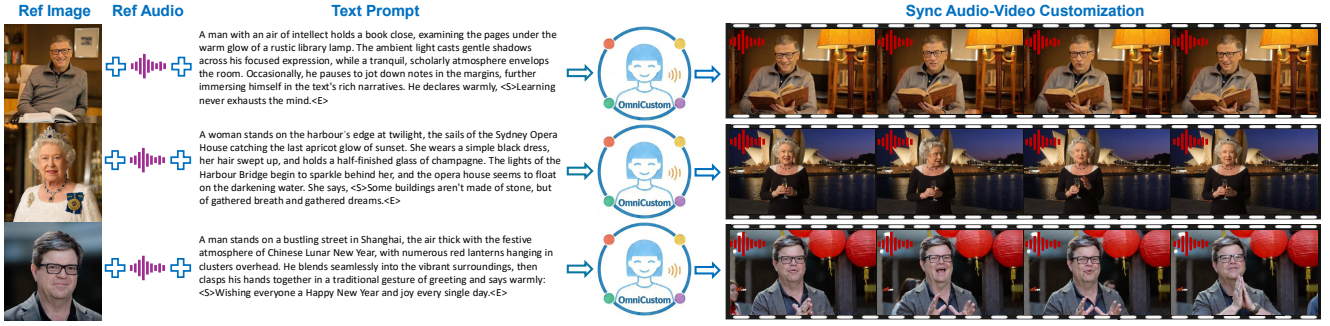 Ref Image
Ref Audio
Text Prompt
Sync Audio-Video Customization
A man with an air of intellect holds a book close, examining the pages under the
warm glow of a rustic library lamp. The ambient light casts gentle shadows
across his focused expression, while a tranquil, scholarly atmosphere envelops
the room. Occasionally, he pauses to jot down notes in the margins, further
immersing himself in the text's rich narratives. He declares warmly, <S>Learning
never exhausts the mind.<E>
OmniCustom
A woman stands on the harbour's edge at twilight, the sails of the Sydney Opera
House catching the last apricot glow of sunset. She wears a simple black dress,
her hair swept up, and holds a half-finished glass of champagne. The lights of the
Harbour Bridge begin to sparkle behind her, and the opera house seems to float
on the darkening water. She says, <S>Some buildings aren't made of stone, but
of gathered breath and gathered dreams.<E>
OmniCustom
A man stands on a bustling street in Shanghai, the air thick with the festive
atmosphere of Chinese Lunar New Year, with numerous red lanterns hanging in
clusters overhead. He blends seamlessly into the vibrant surroundings, then
clasps his hands together in a traditional gesture of greeting and says warmly:
<S>Wishing everyone a Happy New Year and joy every single day.<E>
OmniCustom